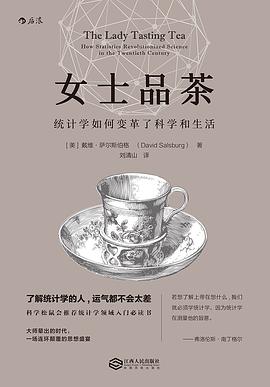 后浪
The Lady Tasting Tea
How Statistics Revolutionized Science
in the Twentieth Century
女士品茶
统计学如何变革了科学和生活
[美] 戴维·萨尔斯伯格 (David Salsburg) 著
刘清山 译
了解统计学的人，运气都不会太差
科学松鼠会推荐统计学领域入门必读书
大师辈出的时代，
一场连环颠覆的思想盛宴
若想了解上帝在想什么，我们
就必须学统计学，因为统计学
在测量他的旨意。
——弗洛伦斯·南丁格尔
江西人民出版社